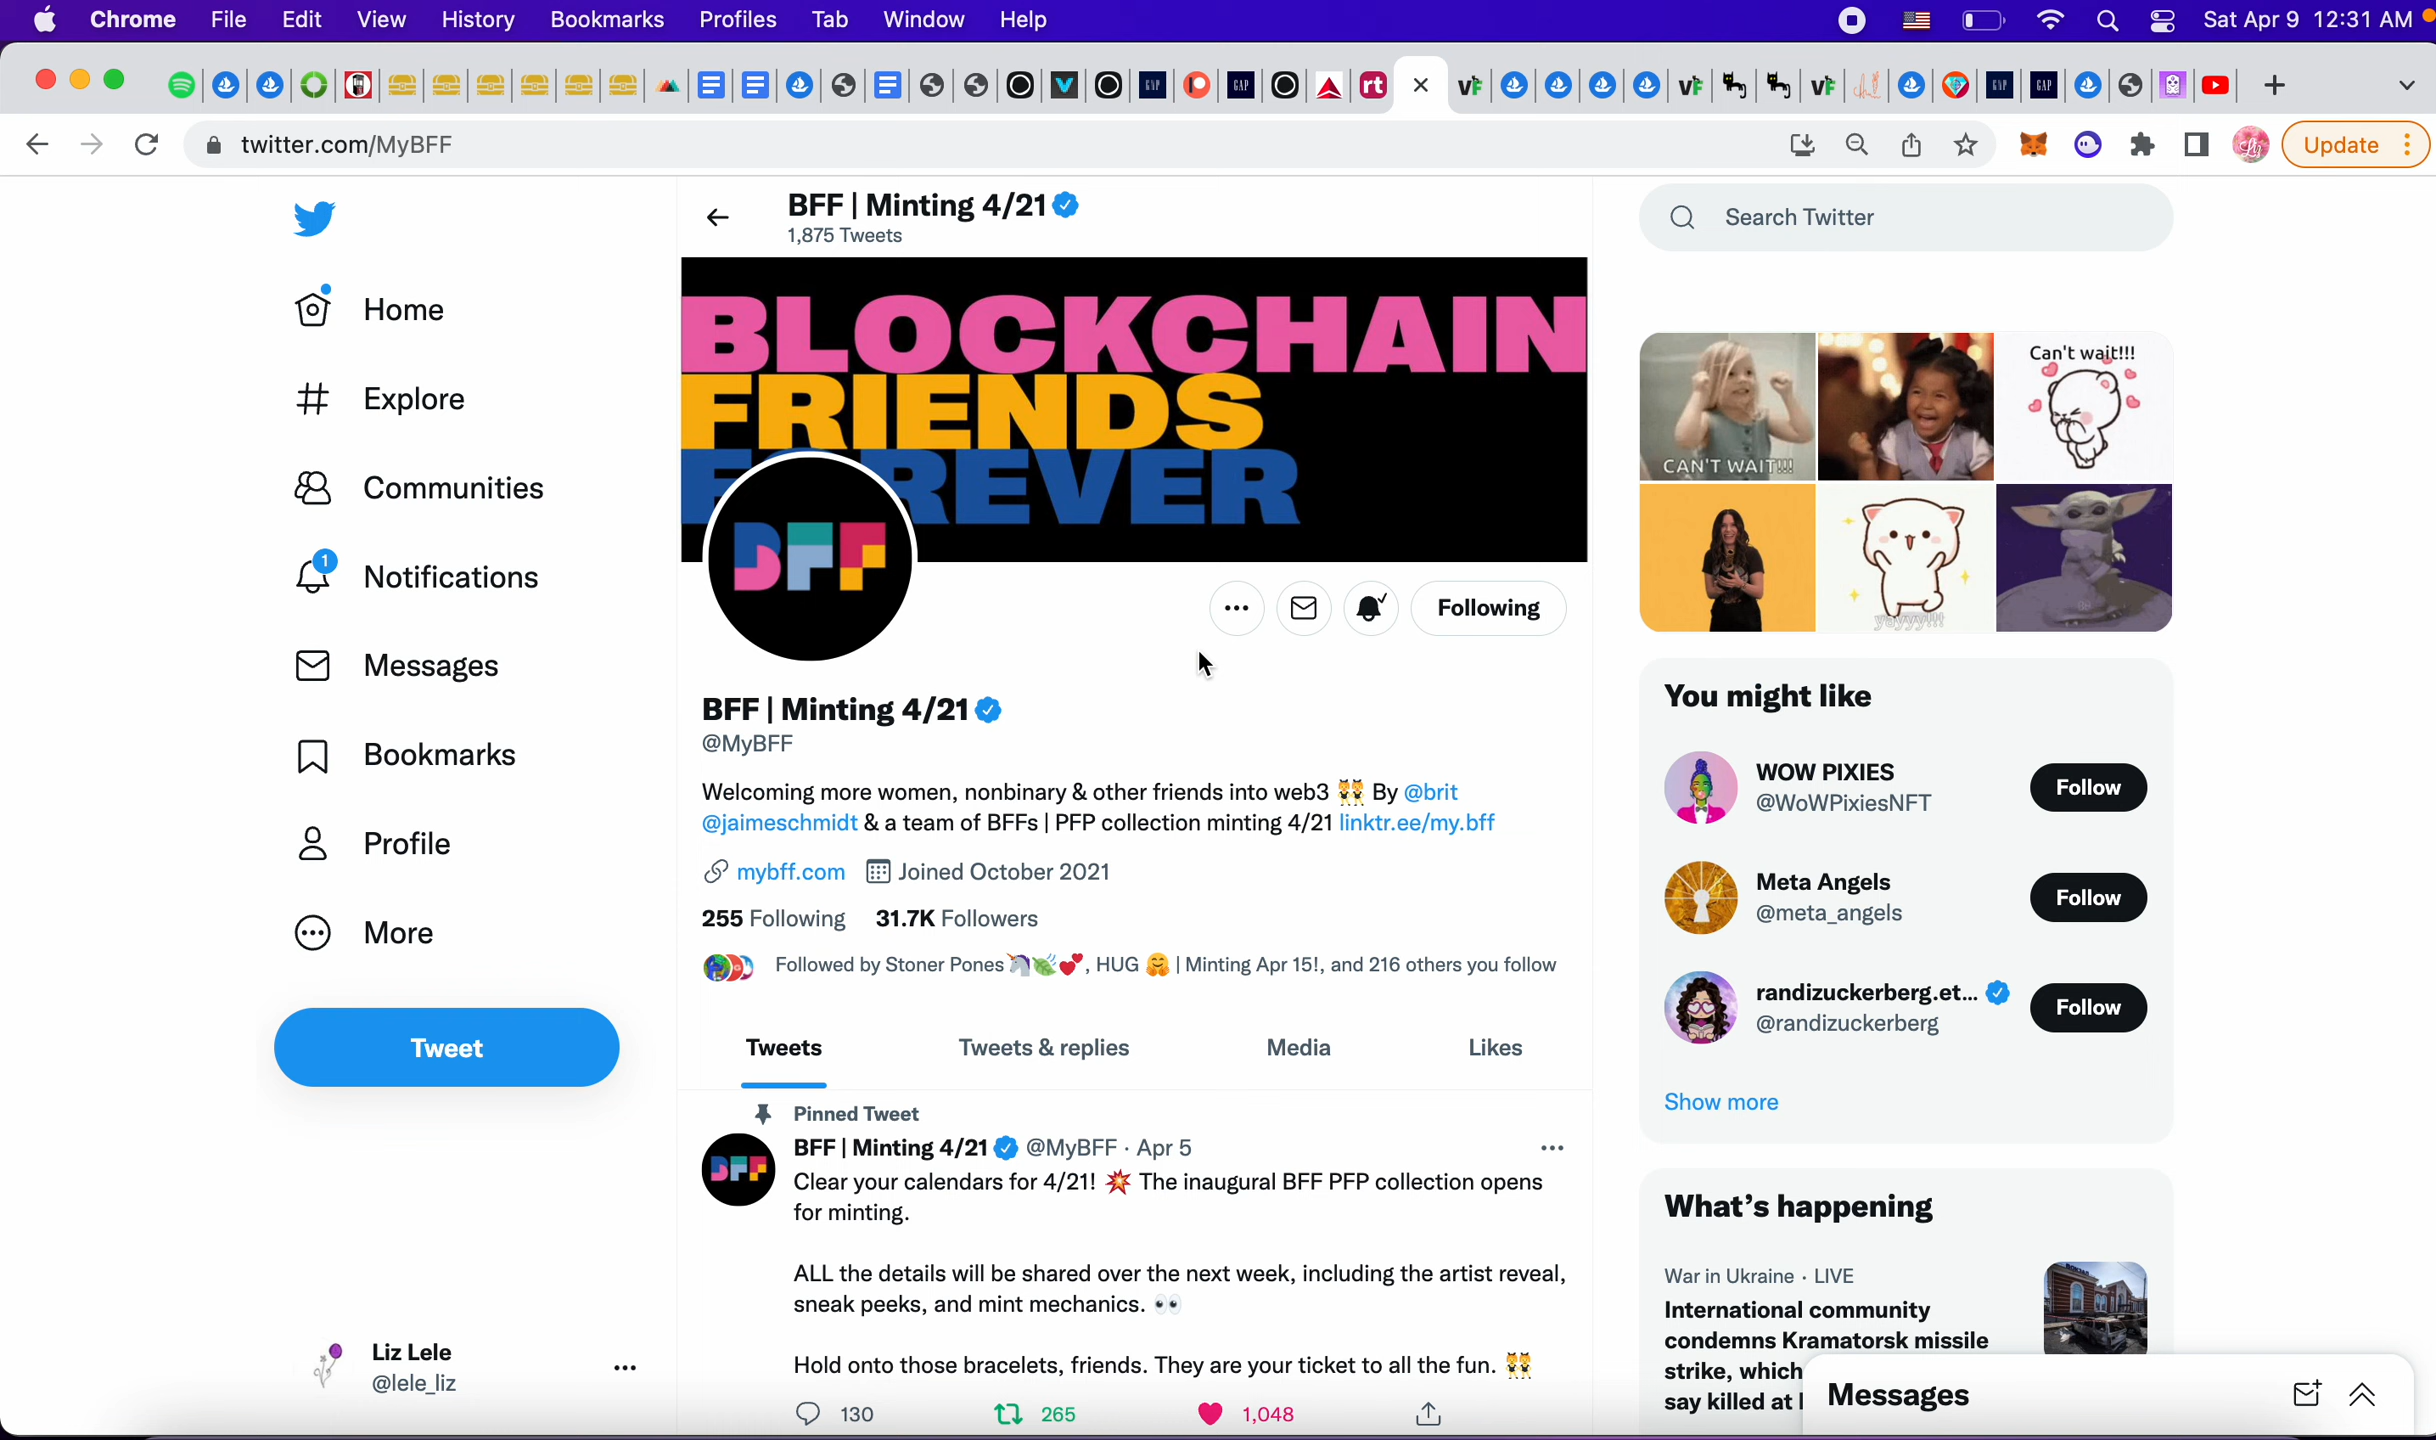 Chrome File Edit View History Bookmarks Profiles Tab Window Help Sat Apr 9 12:31 AM
GAP GAP rt GAP GAP
twitter.com/MyBFF
Update
BFF | Minting 4/21
1,875 Tweets
Search Twitter
Home
Explore
Communities
1
Notifications
Messages
Bookmarks
Profile
More
Tweet
Liz Lele
@lele_liz
BLOCKCHAIN
FRIENDS
FOREVER
BFF
Following
BFF | Minting 4/21
@MyBFF
Welcoming more women, nonbinary & other friends into web3 👯 By @brit
@jaimeschmidt & a team of BFFs | PFP collection minting 4/21 linktr.ee/my.bff
mybff.com Joined October 2021
255 Following 31.7K Followers
Followed by Stoner Pones🦄🍃💕, HUG 🤗 | Minting Apr 15!, and 216 others you follow
Tweets Tweets & replies Media Likes
Pinned Tweet
BFF | Minting 4/21 @MyBFF · Apr 5
BFF
Clear your calendars for 4/21! 💥 The inaugural BFF PFP collection opens
for minting.
ALL the details will be shared over the next week, including the artist reveal,
sneak peeks, and mint mechanics. 👀
Hold onto those bracelets, friends. They are your ticket to all the fun. 👯
130 265 1,048
CAN'T WAIT!!!
Can't wait!!!
yayyy!!!
You might like
WOW PIXIES
@WoWPixiesNFT
Follow
Meta Angels
@meta_angels
Follow
randizuckerberg.et...
@randizuckerberg
Follow
Show more
What's happening
War in Ukraine · LIVE
International community
condemns Kramatorsk missile
strike, which
say killed at l
Messages